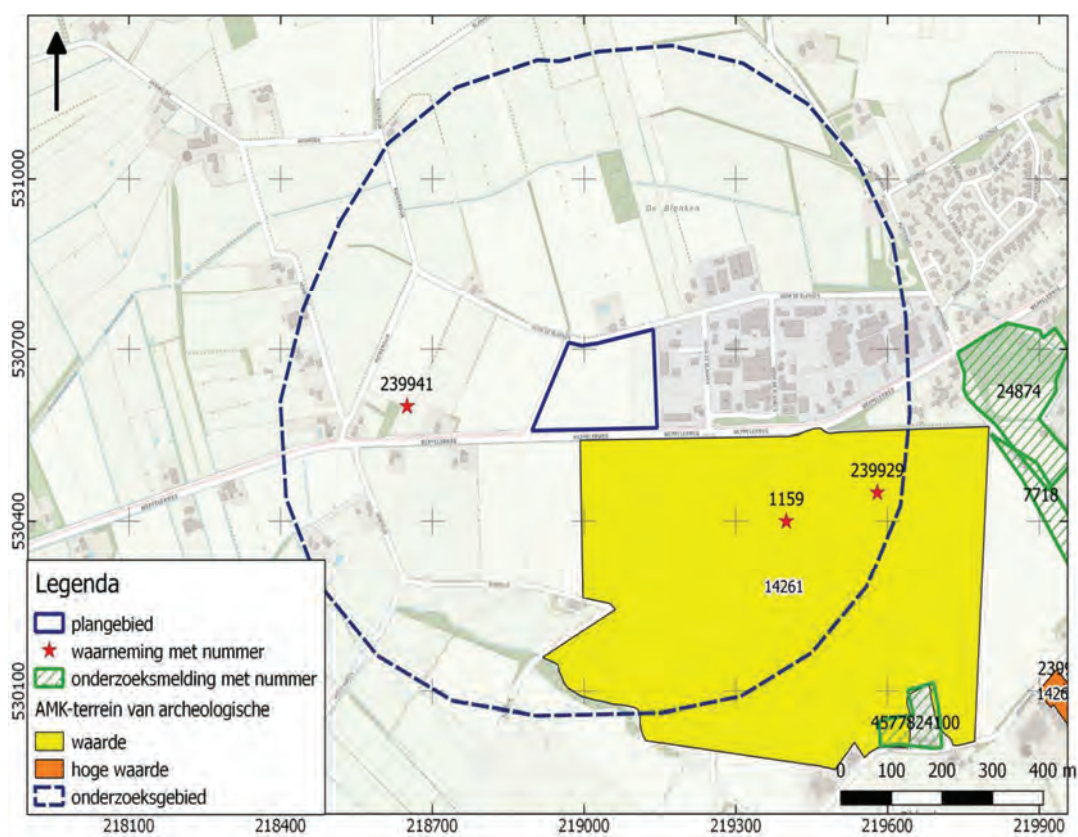 531000
530700
530400
530100
De Blenken
239941
239929
1159
14261
24874
7718
4577824100
Legenda
plangebied
waarneming met nummer
onderzoeksmelding met nummer
AMK-terrein van archeologische
waarde
hoge waarde
onderzoeksgebied
0 100 200 300 400 m
218100 218400 218700 219000 219300 219600 219900